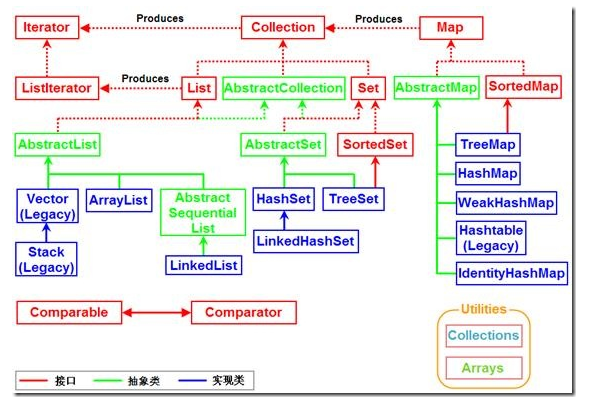 Iterator
Produces
Collection
Produces
Map
ListIterator
Produces
List
AbstractCollection
Set
AbstractMap
SortedMap
AbstractList
AbstractSet
SortedSet
TreeMap
Vector
(Legacy)
ArrayList
Abstract
Sequential
List
HashSet
TreeSet
HashMap
WeakHashMap
Stack
(Legacy)
LinkedList
LinkedHashSet
Hashtable
(Legacy)
IdentityHashMap
Comparable
Comparator
Utilities
Collections
Arrays
接口
抽象类
实现类